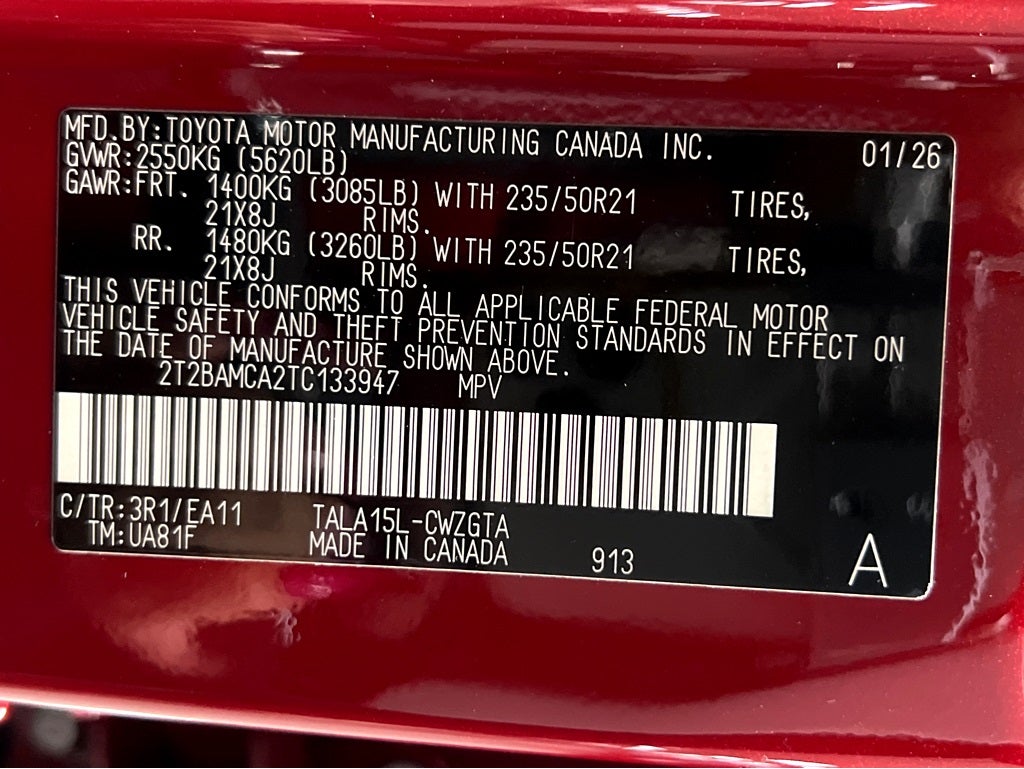 MFD.BY:TOYOTA MOTOR MANUFACTURING CANADA INC. 01/26
GVWR:2550KG (5620LB)
GAWR:FRT. 1400KG (3085LB) WITH 235/50R21 TIRES,
21X8J RIMS.
RR. 1480KG (3260LB) WITH 235/50R21 TIRES,
21X8J RIMS.
THIS VEHICLE CONFORMS TO ALL APPLICABLE FEDERAL MOTOR
VEHICLE SAFETY AND THEFT PREVENTION STANDARDS IN EFFECT ON
THE DATE OF MANUFACTURE SHOWN ABOVE.
2T2BAMCA2TC133947 MPV
C/TR:3R1/EA11 TALA15L-CWZGTA
TM:UA81F MADE IN CANADA 913 A